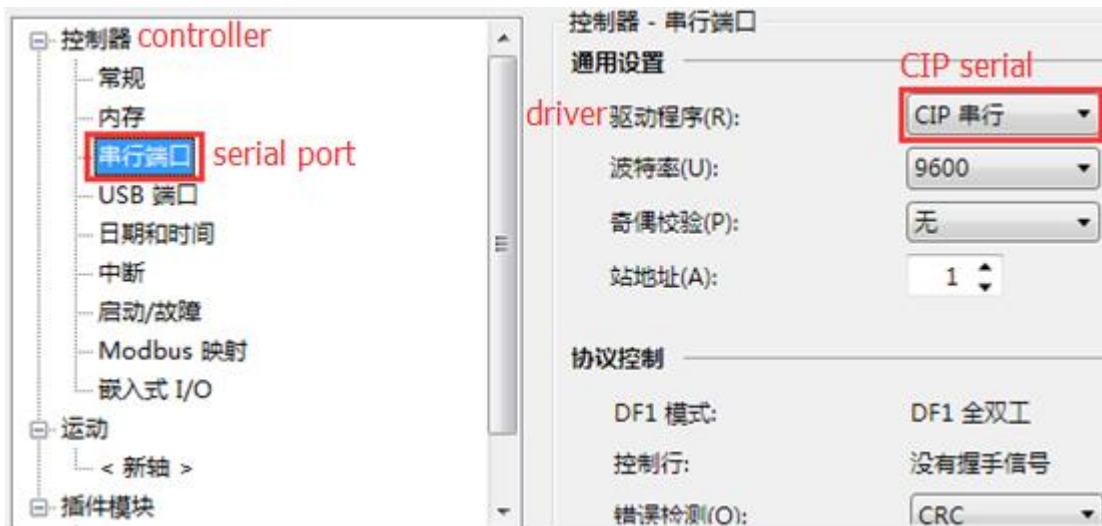 控制器 controller
常规
内存
串行端口 serial port
USB 端口
日期和时间
中断
启动/故障
Modbus 映射
嵌入式 I/O
运动
< 新轴 >
插件模块
控制器 - 串行端口
通用设置
CIP serial
driver 驱动程序(R): CIP 串行
波特率(U): 9600
奇偶校验(P): 无
站地址(A): 1
协议控制
DF1 模式: DF1 全双工
控制行: 没有握手信号
错误检测(O): CRC